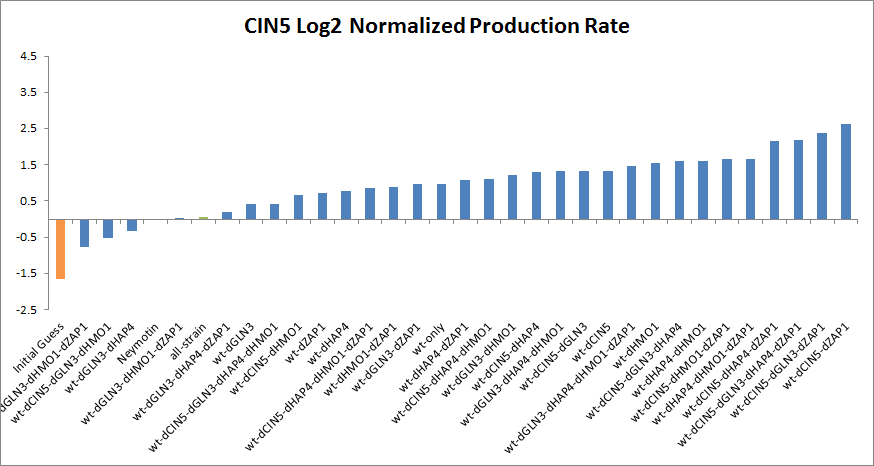 CIN5 Log2 Normalized Production Rate
4.5
3.5
2.5
1.5
0.5
-0.5
-1.5
-2.5
Initial Guess
dGLN3-dHMO1-dZAP1
wt-dCIN5-dGLN3-dHMO1
wt-dGLN3-dHAP4
Neymotin
wt-dGLN3-dHMO1-dZAP1
all-strain
wt-dGLN3-dHAP4-dZAP1
wt-dGLN3
wt-dCIN5-dGLN3-dHAP4-dHMO1
wt-dCIN5-dHMO1
wt-dZAP1
wt-dHAP4
wt-dCIN5-dHAP4-dHMO1-dZAP1
wt-dHMO1-dZAP1
wt-dGLN3-dZAP1
wt-only
wt-dHAP4-dZAP1
wt-dCIN5-dHAP4-dHMO1
wt-dGLN3-dHMO1
wt-dCIN5-dHAP4
wt-dGLN3-dHAP4-dHMO1
wt-dCIN5-dGLN3
wt-dCIN5
wt-dGLN3-dHAP4-dHMO1-dZAP1
wt-dHMO1
wt-dCIN5-dGLN3-dHAP4
wt-dHAP4-dHMO1
wt-dCIN5-dHMO1-dZAP1
wt-dHAP4-dHMO1-dZAP1
wt-dCIN5-dHAP4-dZAP1
wt-dCIN5-dGLN3-dHAP4-dZAP1
wt-dCIN5-dGLN3-dZAP1
wt-dCIN5-dZAP1